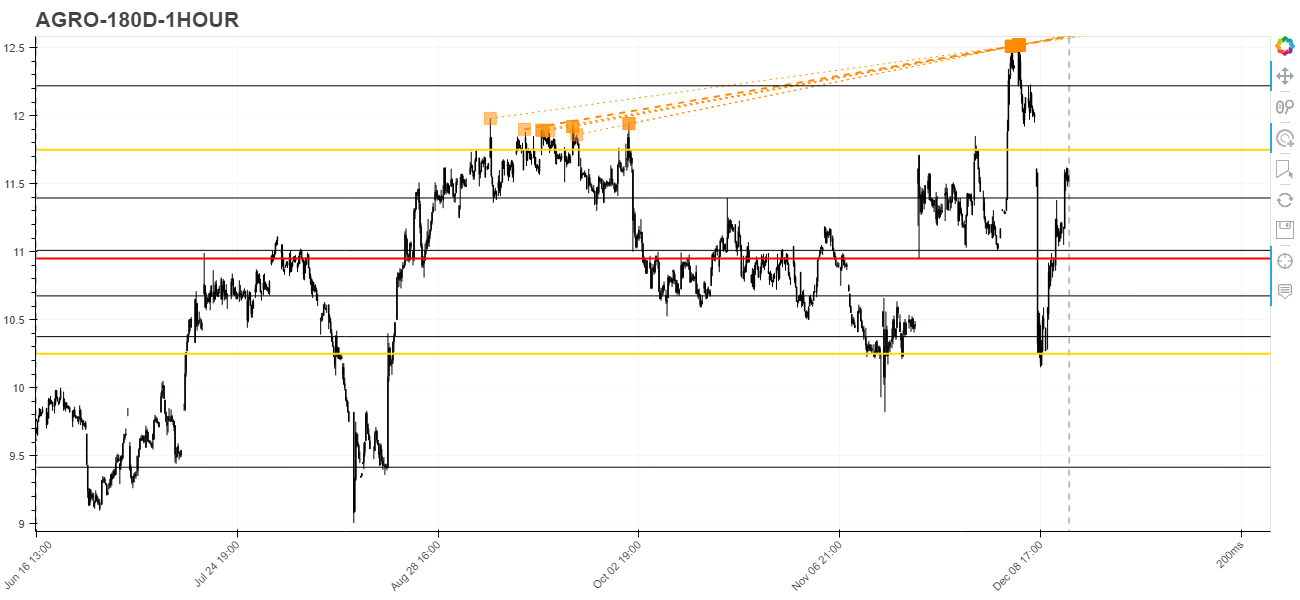 AGRO-180D-1HOUR
12.5
12
11.5
11
10.5
10
9.5
9
Jun 16 13:00
Jul 24 19:00
Aug 28 16:00
Oct 02 19:00
Nov 06 21:00
Dec 08 17:00
200ms